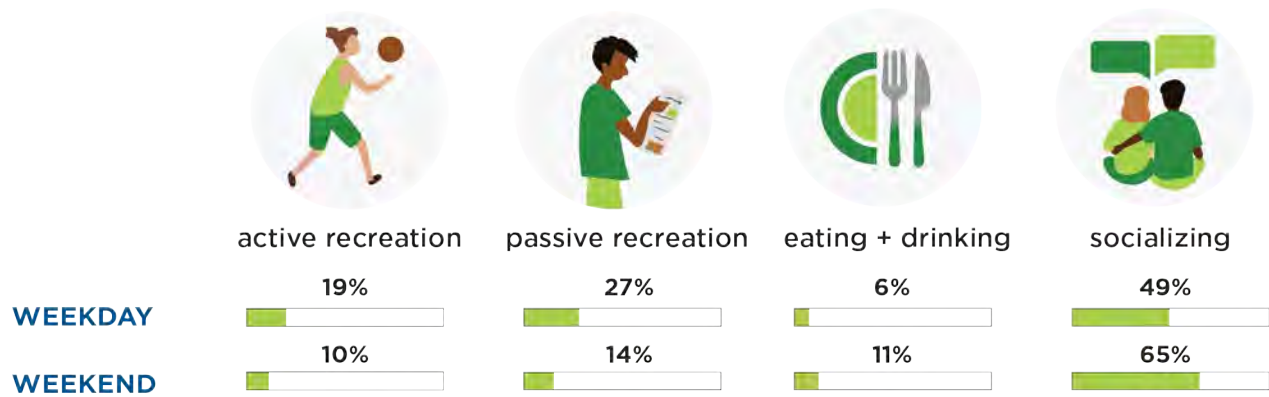 active recreation passive recreation eating + drinking socializing
19% 27% 6% 49%
WEEKDAY
10% 14% 11% 65%
WEEKEND